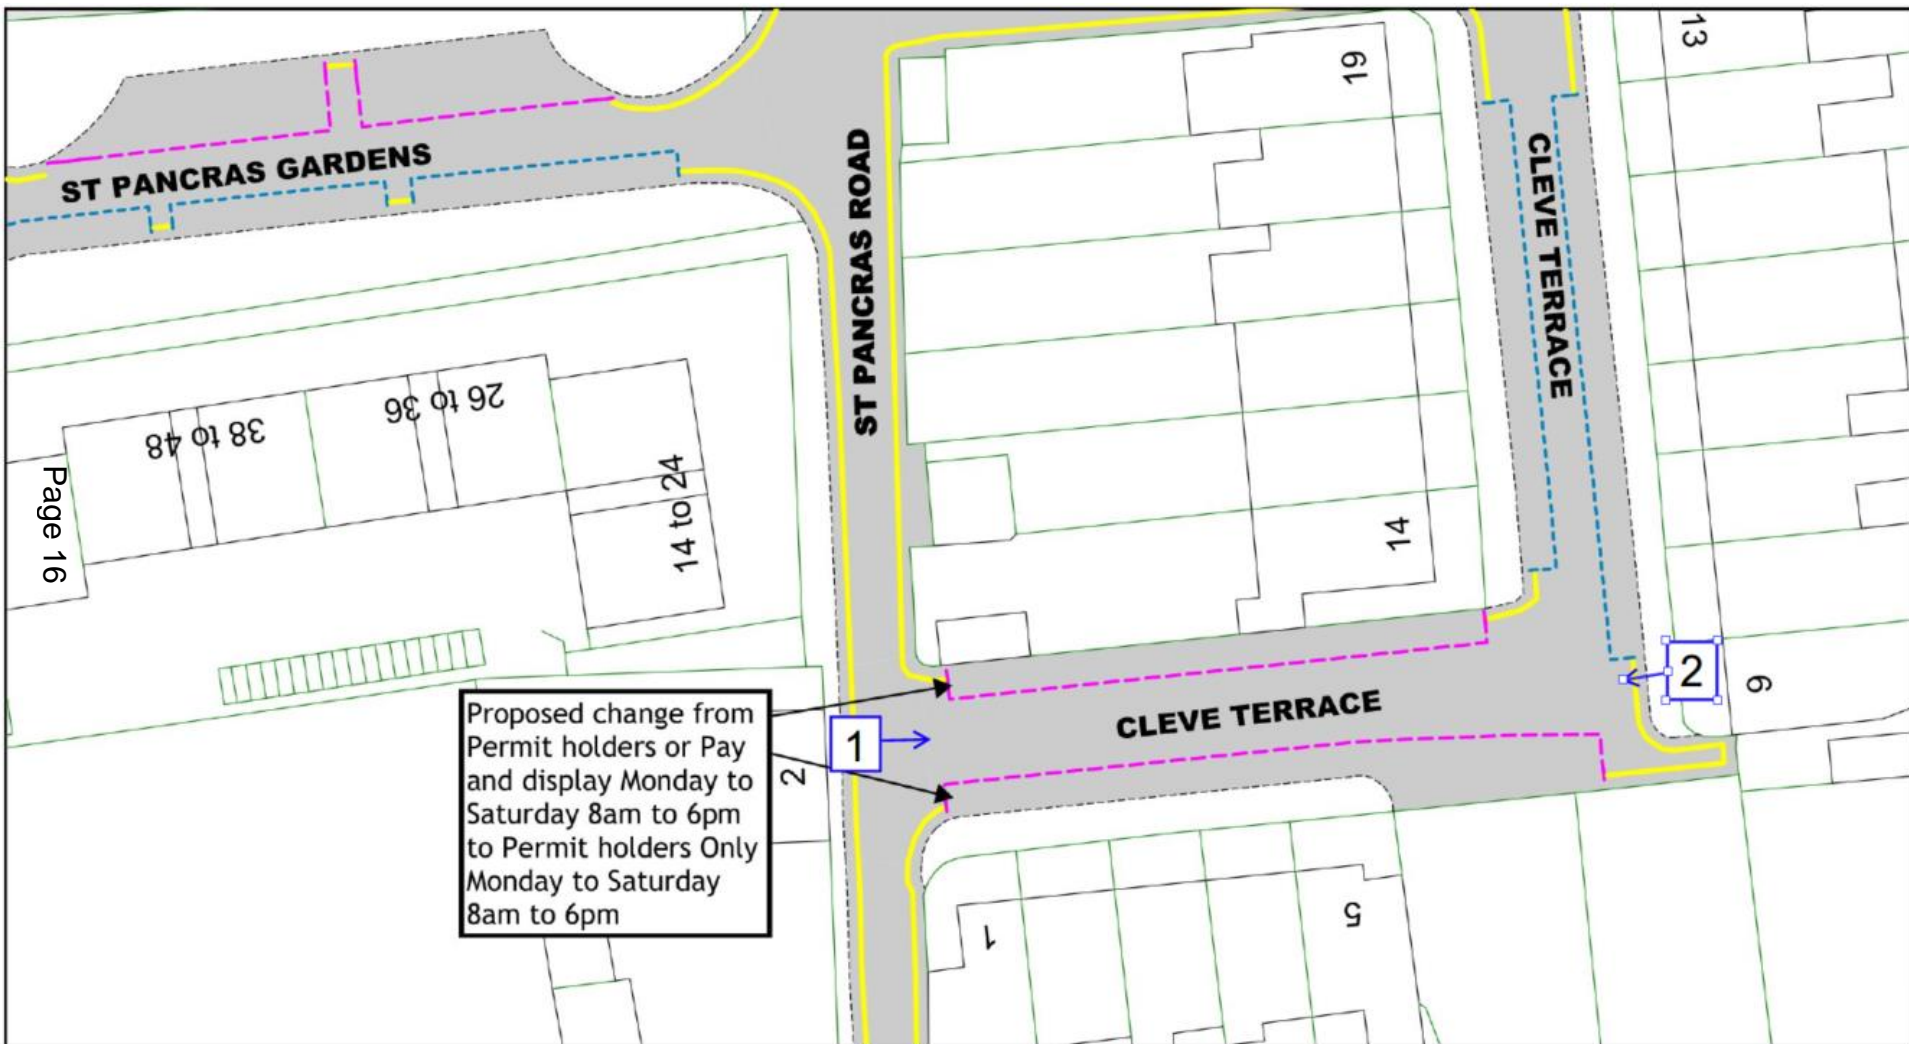 13
19
ST PANCRAS GARDENS
ST PANCRAS ROAD
CLEVE TERRACE
CLEVE TERRACE
26 to 36
38 to 48
14 to 24
Page 16
14
2
6
CLEVE TERRACE
1
2
Proposed change from
Permit holders or Pay
and display Monday to
Saturday 8am to 6pm
to Permit holders Only
Monday to Saturday
8am to 6pm
1
5